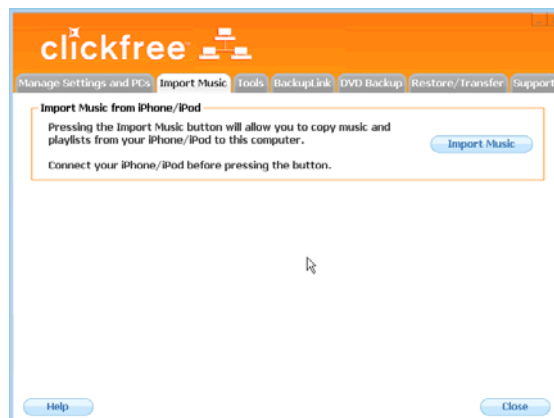 clickfree
Manage Settings and PCs Import Music Tools BackupLink DVD Backup Restore/Transfer Support
Import Music from iPhone/iPod
Pressing the Import Music button will allow you to copy music and
playlists from your iPhone/iPod to this computer.
Import Music
Connect your iPhone/iPod before pressing the button.
Help Close